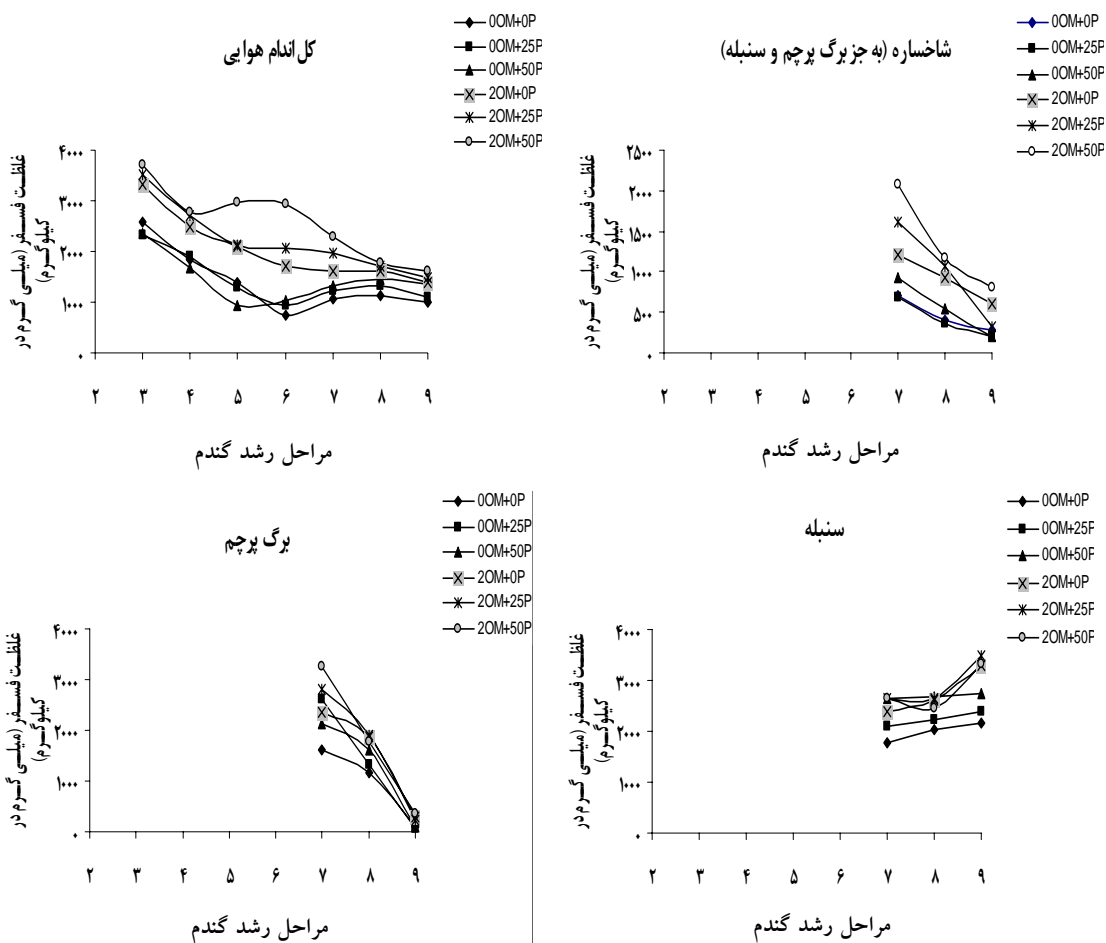 کل اندام هوایی
0OM+0P
0OM+25P
0OM+50P
2OM+0P
2OM+25P
2OM+50P
غلظت فسفر (میلی گرم در
کیلوگرم)
۴۰۰۰
۳۰۰۰
۲۰۰۰
۱۰۰۰
۰
۲ ۳ ۴ ۵ ۶ ۷ ۸ ۹
مراحل رشد گندم
شاخساره (به جز برگ پرچم و سنبله)
0OM+0P
0OM+25P
0OM+50P
2OM+0P
2OM+25P
2OM+50P
غلظت فسفر (میلی گرم در
کیلوگرم)
۲۵۰۰
۲۰۰۰
۱۵۰۰
۱۰۰۰
۵۰۰
۰
۲ ۳ ۴ ۵ ۶ ۷ ۸ ۹
مراحل رشد گندم
برگ پرچم
0OM+0P
0OM+25P
0OM+50P
2OM+0P
2OM+25P
2OM+50P
غلظت فسفر (میلی گرم در
کیلوگرم)
۴۰۰۰
۳۰۰۰
۲۰۰۰
۱۰۰۰
۰
۲ ۳ ۴ ۵ ۶ ۷ ۸ ۹
مراحل رشد گندم
سنبله
0OM+0P
0OM+25P
0OM+50P
2OM+0P
2OM+25P
2OM+50P
غلظت فسفر (میلی گرم در
کیلوگرم)
۴۰۰۰
۳۰۰۰
۲۰۰۰
۱۰۰۰
۰
۲ ۳ ۴ ۵ ۶ ۷ ۸ ۹
مراحل رشد گندم